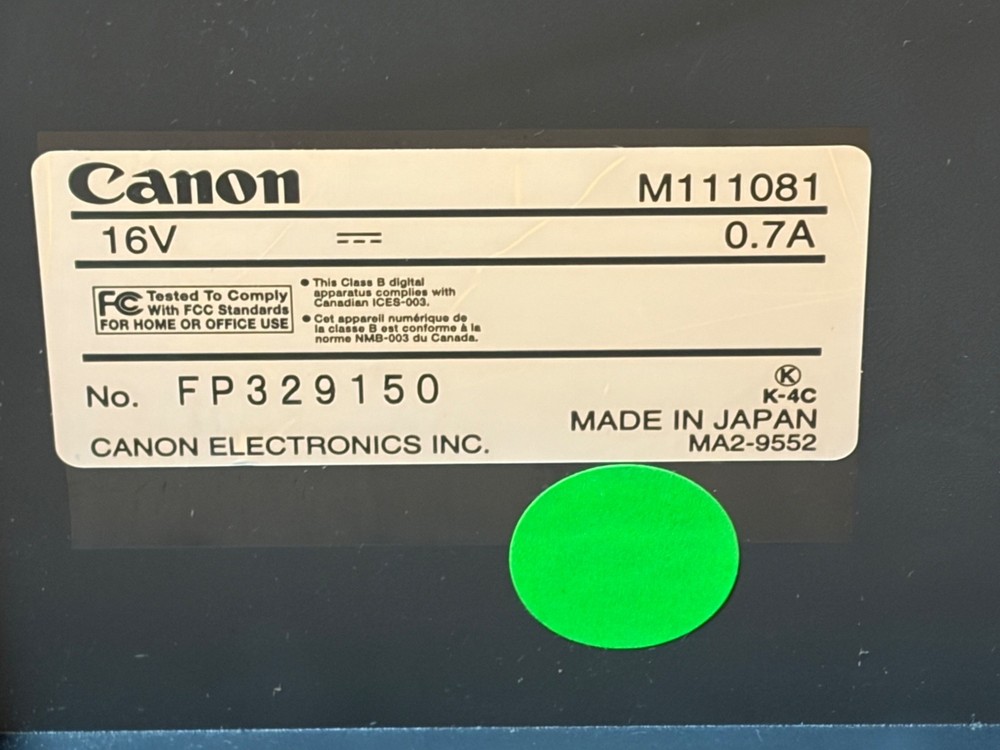 Canon M111081
16V ⎓ 0.7A
FC Tested To Comply
With FCC Standards
FOR HOME OR OFFICE USE
• This Class B digital
apparatus complies with
Canadian ICES-003.
• Cet appareil numérique de
la classe B est conforme à la
norme NMB-003 du Canada.
No. FP329150
K
K-4C
MADE IN JAPAN
CANON ELECTRONICS INC. MA2-9552